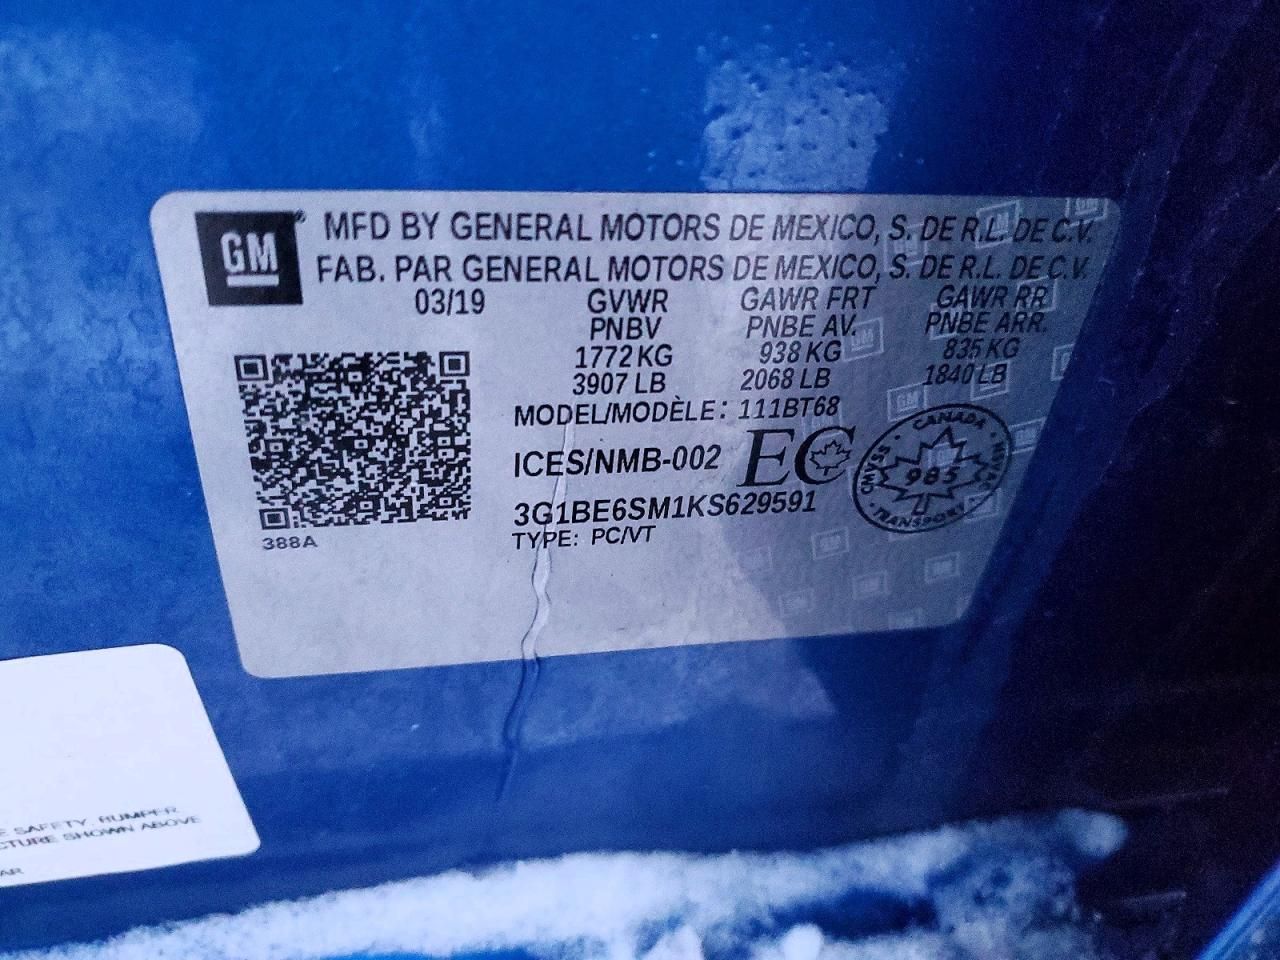 GM® MFD BY GENERAL MOTORS DE MEXICO, S. DE R.L. DE C.V.
FAB. PAR GENERAL MOTORS DE MEXICO, S. DE R.L. DE C.V.
03/19 GVWR GAWR FRT GAWR RR
PNBV PNBE AV. PNBE ARR.
1772 KG 938 KG 835 KG
3907 LB 2068 LB 1840 LB
MODEL/MODÈLE: 111BT68
ICES/NMB-002 EC
CANADA
985
TRANSPORT
3G1BE6SM1KS629591
TYPE: PC/VT
388A
SAFETY, BUMPER
SHOWN ABOVE